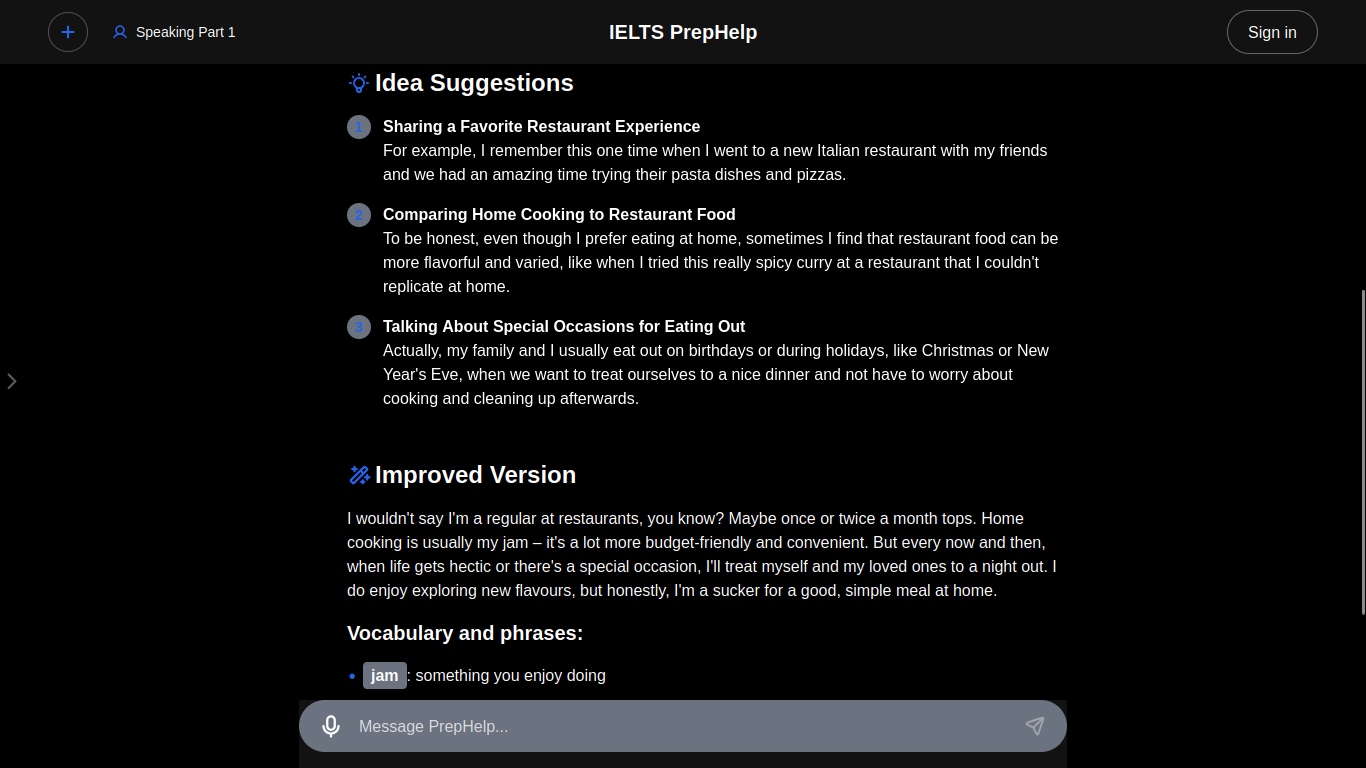 Speaking Part 1
IELTS PrepHelp
Sign in
Idea Suggestions
1
Sharing a Favorite Restaurant Experience
For example, I remember this one time when I went to a new Italian restaurant with my friends
and we had an amazing time trying their pasta dishes and pizzas.
2
Comparing Home Cooking to Restaurant Food
To be honest, even though I prefer eating at home, sometimes I find that restaurant food can be
more flavorful and varied, like when I tried this really spicy curry at a restaurant that I couldn't
replicate at home.
3
Talking About Special Occasions for Eating Out
Actually, my family and I usually eat out on birthdays or during holidays, like Christmas or New
Year's Eve, when we want to treat ourselves to a nice dinner and not have to worry about
cooking and cleaning up afterwards.
Improved Version
I wouldn't say I'm a regular at restaurants, you know? Maybe once or twice a month tops. Home
cooking is usually my jam – it's a lot more budget-friendly and convenient. But every now and then,
when life gets hectic or there's a special occasion, I'll treat myself and my loved ones to a night out. I
do enjoy exploring new flavours, but honestly, I'm a sucker for a good, simple meal at home.
Vocabulary and phrases:
• jam : something you enjoy doing
Message PrepHelp...